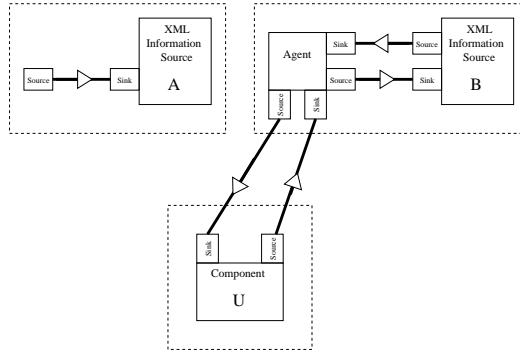 XML
Information
Source
A
Source
Sink
Agent
Sink
Source
Source
Sink
XML
Information
Source
B
Source
Sink
Sink
Source
Component
U